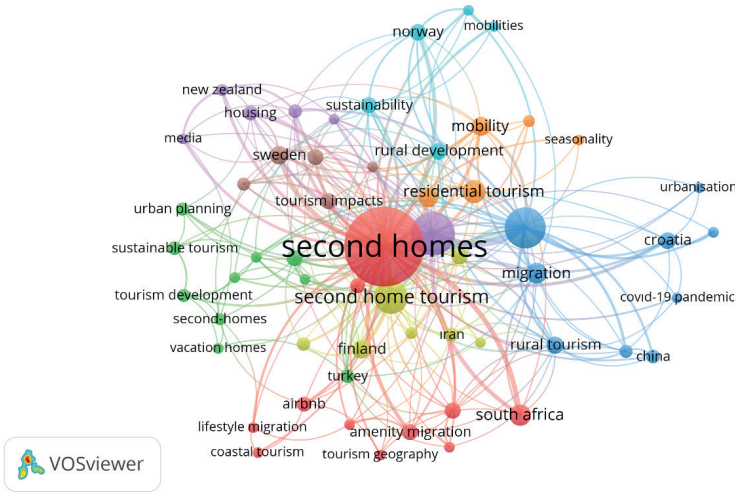 norway
mobilities
new zealand
housing
sustainability
media
mobility
seasonality
sweden
rural development
urbanisation
residential tourism
tourism impacts
urban planning
croatia
sustainable tourism
second homes
migration
tourism development
second home tourism
covid-19 pandemic
second-homes
iran
vacation homes
finland
rural tourism
china
turkey
airbnb
south africa
lifestyle migration
amenity migration
coastal tourism
tourism geography
VOSviewer